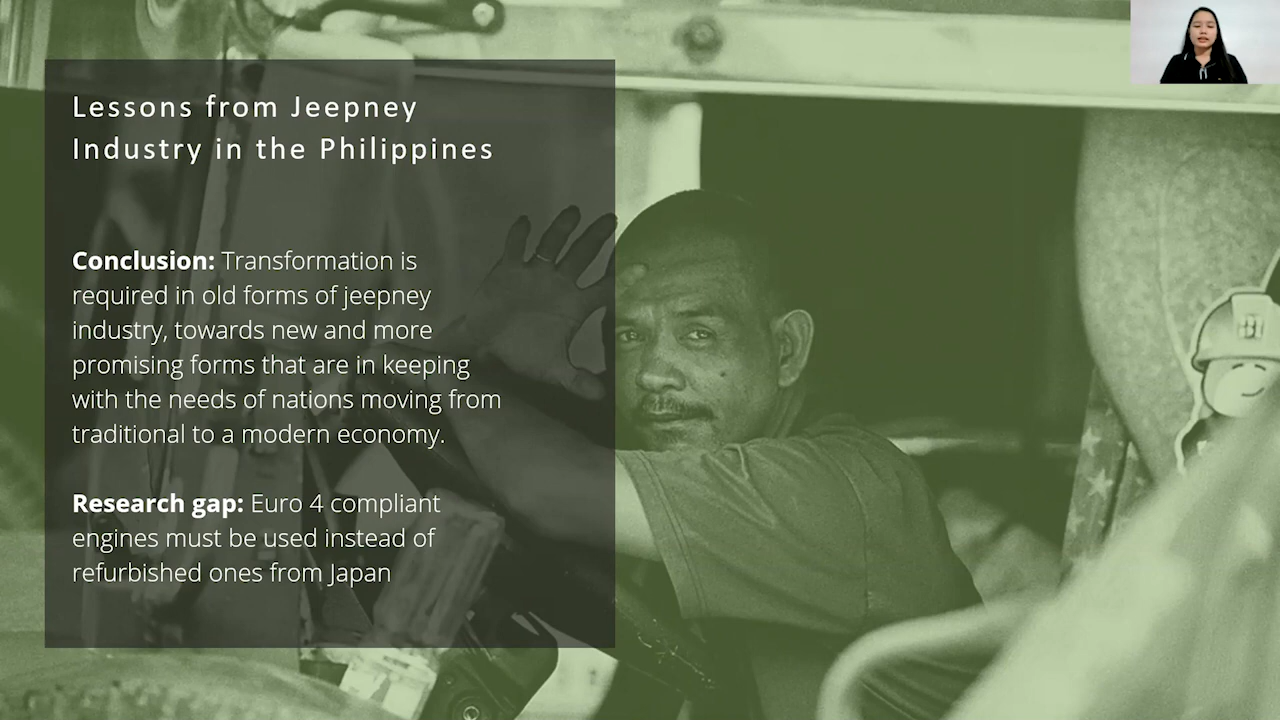 Lessons from Jeepney
Industry in the Philippines
Conclusion: Transformation is
required in old forms of jeepney
industry, towards new and more
promising forms that are in keeping
with the needs of nations moving from
traditional to a modern economy.
Research gap: Euro 4 compliant
engines must be used instead of
refurbished ones from Japan